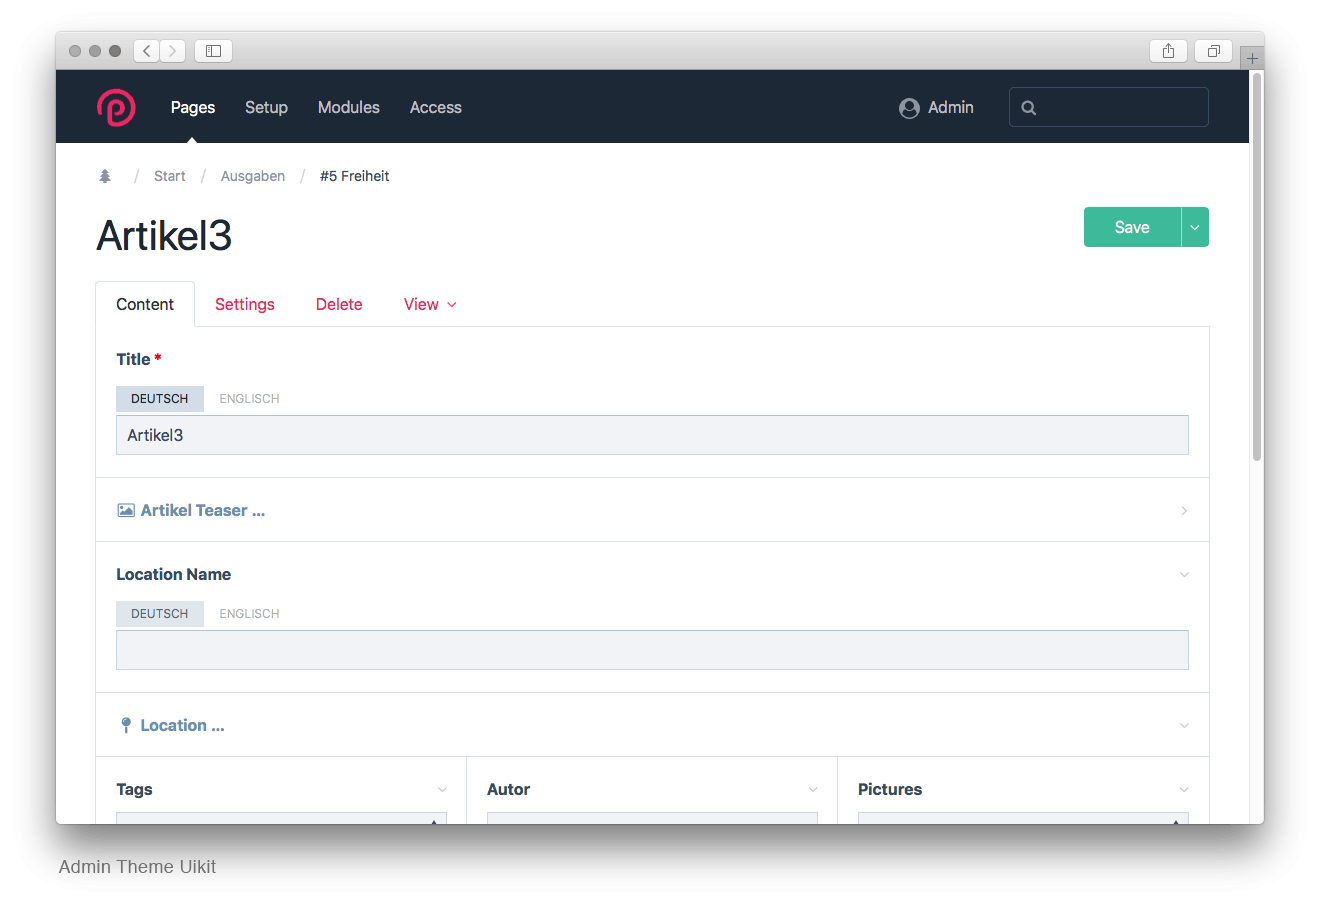 Pages Setup Modules Access Admin
/ Start / Ausgaben / #5 Freiheit
Artikel3
Save
Content Settings Delete View
Title *
DEUTSCH ENGLISCH
Artikel3
Artikel Teaser ...
Location Name
DEUTSCH ENGLISCH
Location ...
Tags Autor Pictures
Admin Theme Uikit